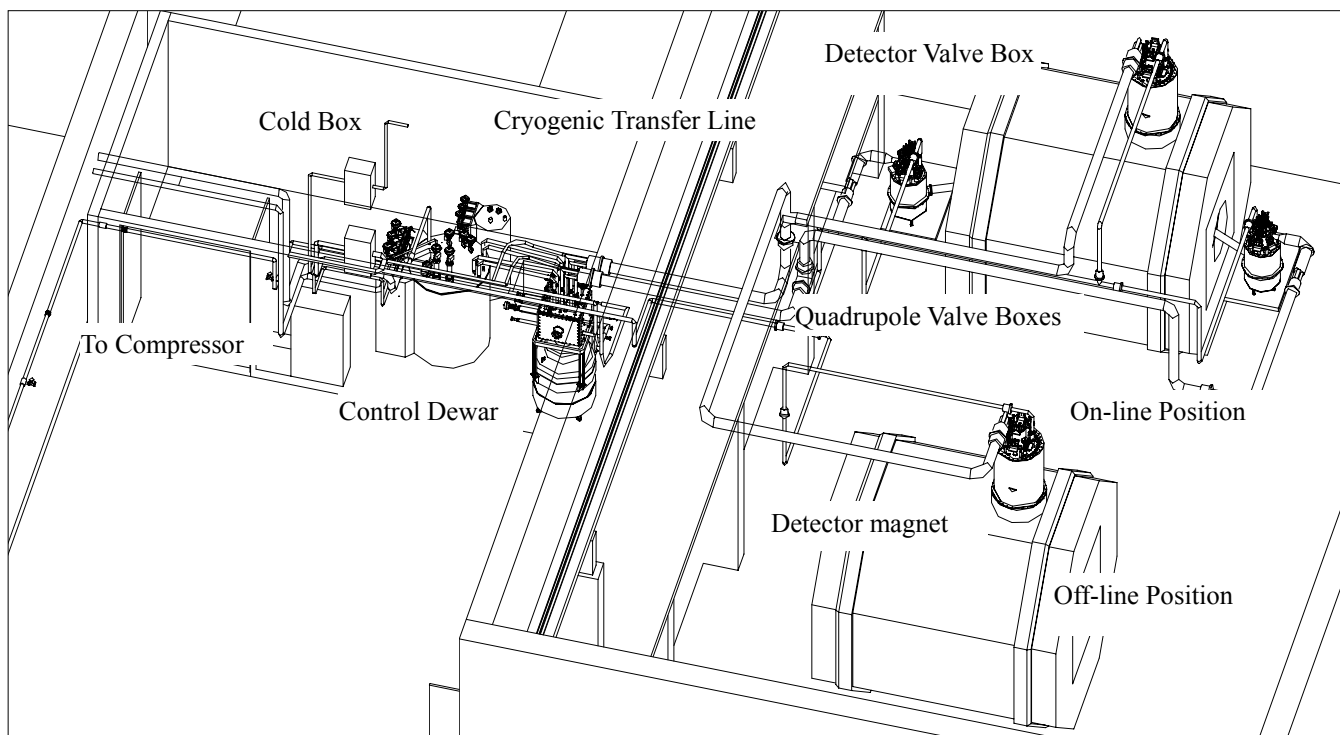 Detector Valve Box
Cold Box
Cryogenic Transfer Line
Quadrupole Valve Boxes
To Compressor
Control Dewar
On-line Position
Detector magnet
Off-line Position